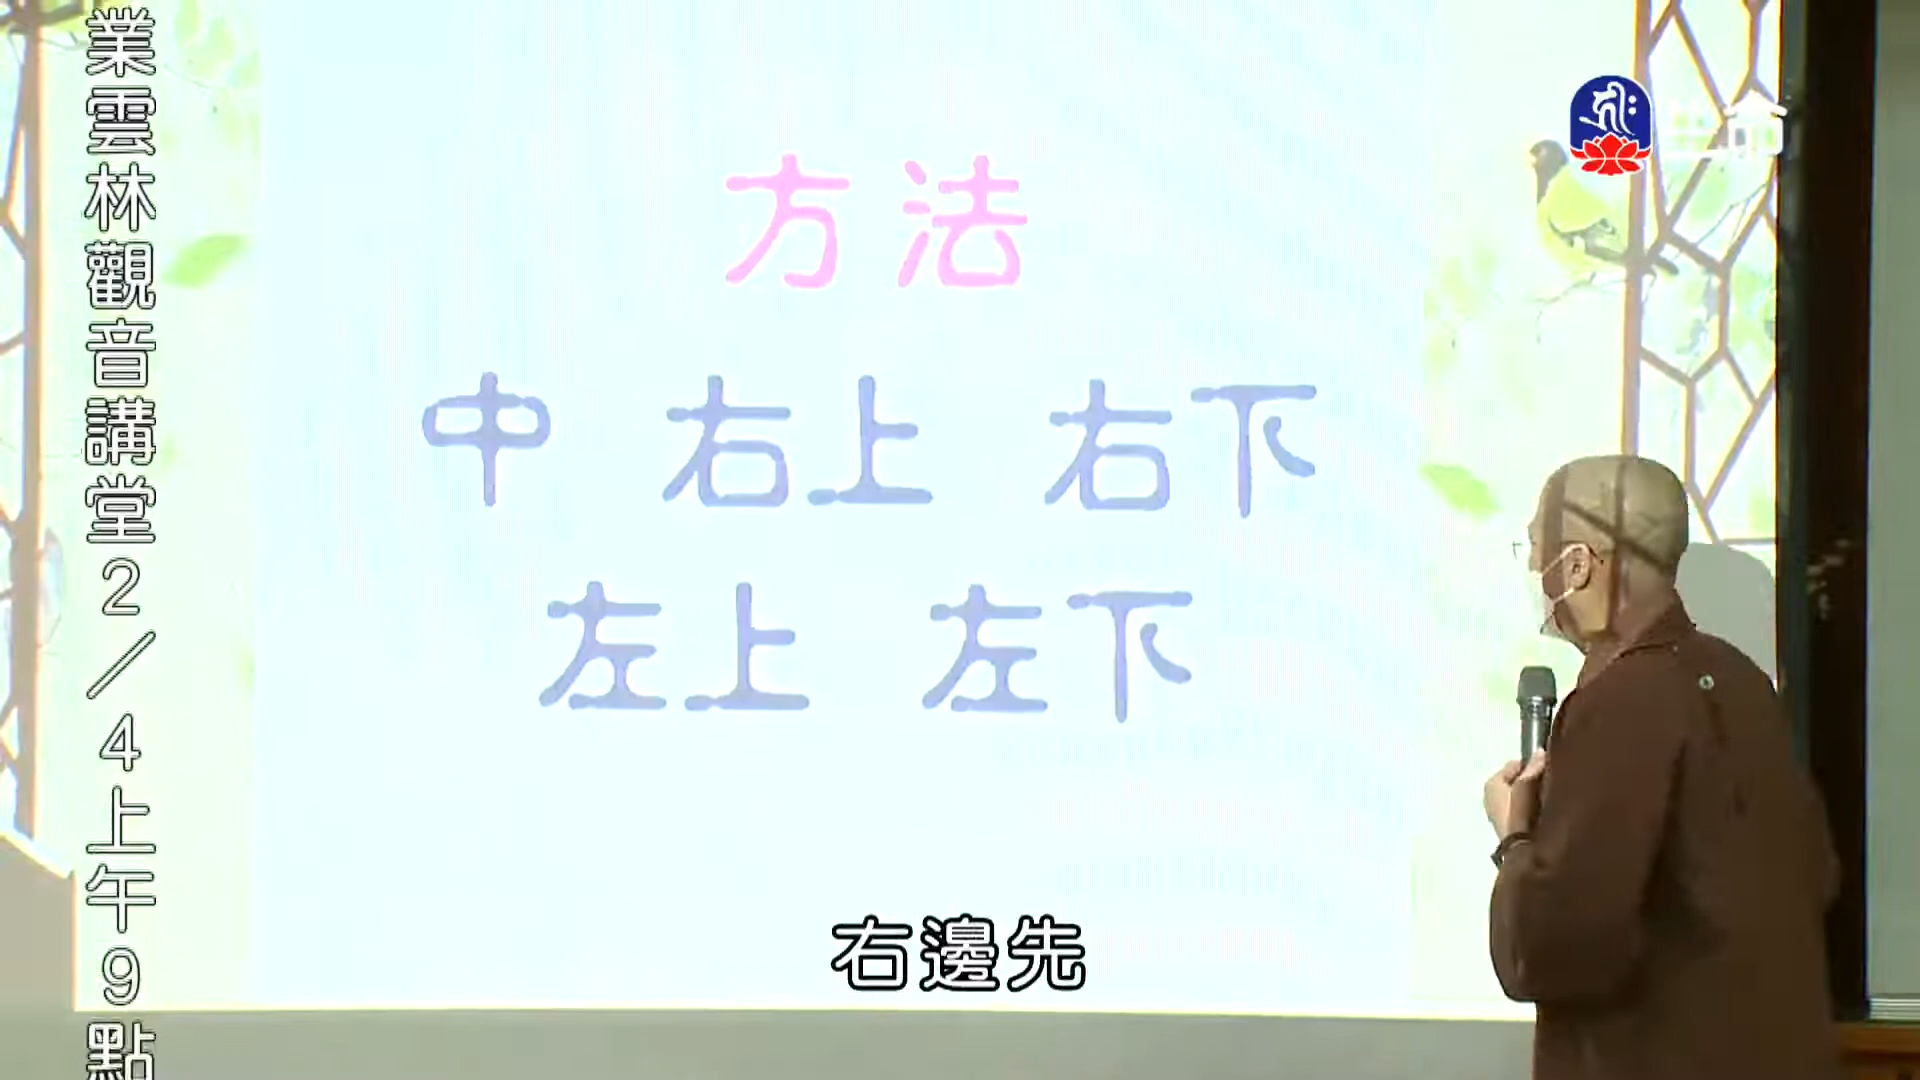 業雲林觀音講堂2／4上午9點
方法
中 右上 右下
左上 左下
右邊先